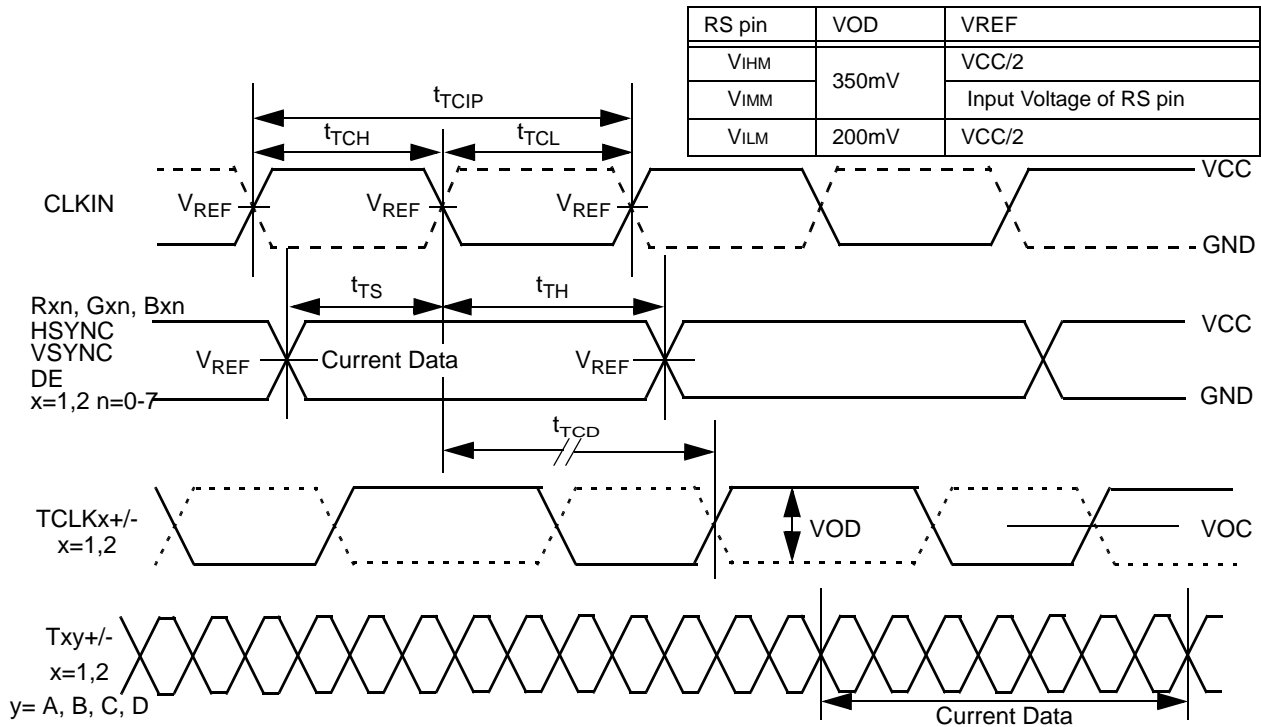 RS pin VOD VREF
VIHM 350mV VCC/2
VIMM Input Voltage of RS pin
VILM 200mV VCC/2
tTCIP
tTCH tTCL
VCC
CLKIN VREF VREF VREF
GND
tTS tTH
Rxn, Gxn, Bxn
HSYNC
VSYNC
DE
x=1,2 n=0-7
VCC
VREF Current Data VREF
GND
tTCD
TCLKx+/-
x=1,2
VOD
VOC
Txy+/-
x=1,2
y= A, B, C, D
Current Data